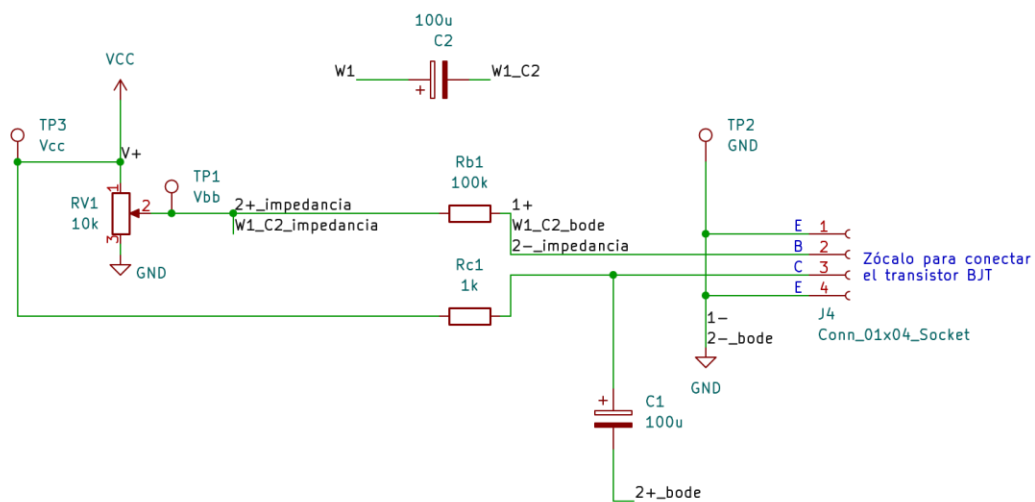 100u
C2
W1
W1_C2
+
VCC
TP3
Vcc
V+
TP1
Vbb
RV1
10k
1
2
3
GND
2+_impedancia
W1_C2_impedancia
Rb1
100k
1+
W1_C2_bode
2-_impedancia
Rc1
1k
TP2
GND
E 1
B 2
C 3
E 4
Zócalo para conectar
el transistor BJT
J4
Conn_01x04_Socket
1-
2-_bode
GND
+
C1
100u
2+_bode